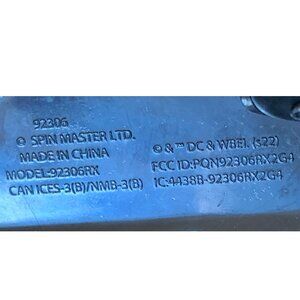 92306
© SPIN MASTER LTD.
MADE IN CHINA
MODEL:92306RX
CAN ICES-3(B)/NMB-3(B)
© & ™ DC & WBEI. (s22)
FCC ID:PQN92306RX2G4
IC:4438B-92306RX2G4